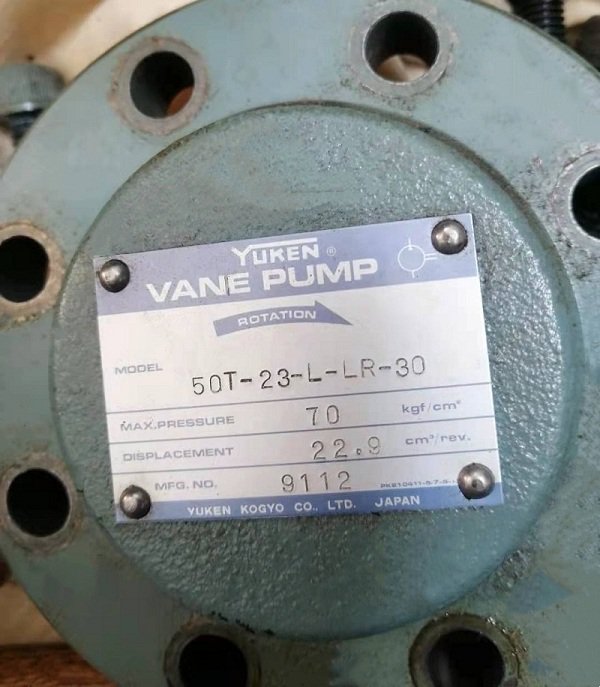 YUKEN ®
VANE PUMP
ROTATION
MODEL 50T-23-L-LR-30
MAX.PRESSURE 70 kgf/cm²
DISPLACEMENT 22.9 cm³/rev.
MFG. NO. 9112
YUKEN KOGYO CO., LTD. JAPAN